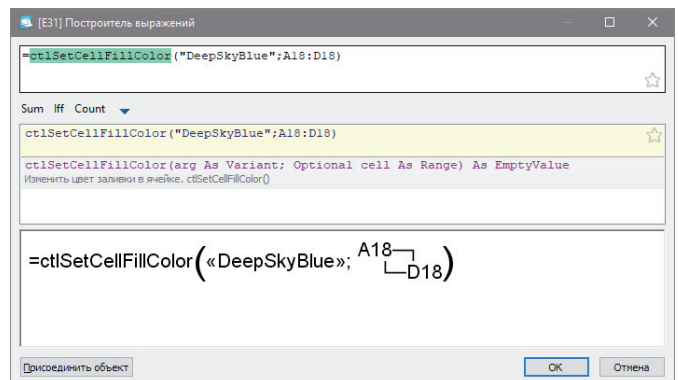 [E31] Построитель выражений
=ctlSetCellFillColor("DeepSkyBlue";A18:D18)
Sum Iff Count
ctlSetCellFillColor("DeepSkyBlue";A18:D18)
ctlSetCellFillColor(arg As Variant; Optional cell As Range) As EmptyValue
Изменить цвет заливки в ячейке. ctlSetCellFillColor()
=ctlSetCellFillColor(«DeepSkyBlue»; A18 D18)
Присоединить объект OK Отмена